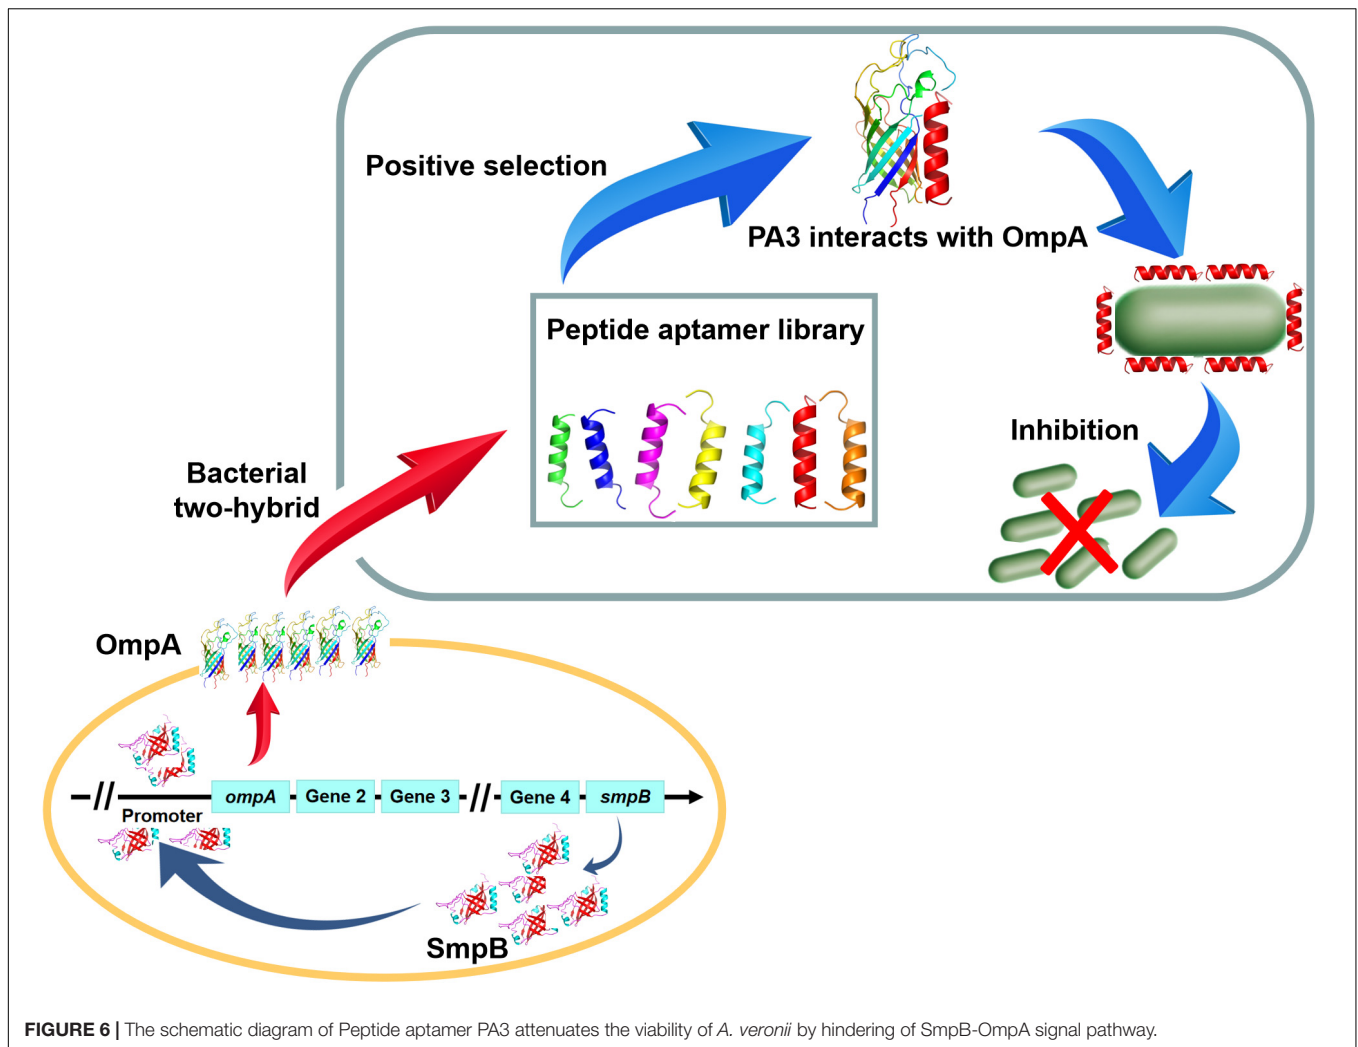 Positive selection
PA3 interacts with OmpA
Peptide aptamer library
Inhibition
Bacterial
two-hybrid
OmpA
ompA
Gene 2
Gene 3
Gene 4
smpB
Promoter
SmpB
FIGURE 6 | The schematic diagram of Peptide aptamer PA3 attenuates the viability of A. veronii by hindering of SmpB-OmpA signal pathway.